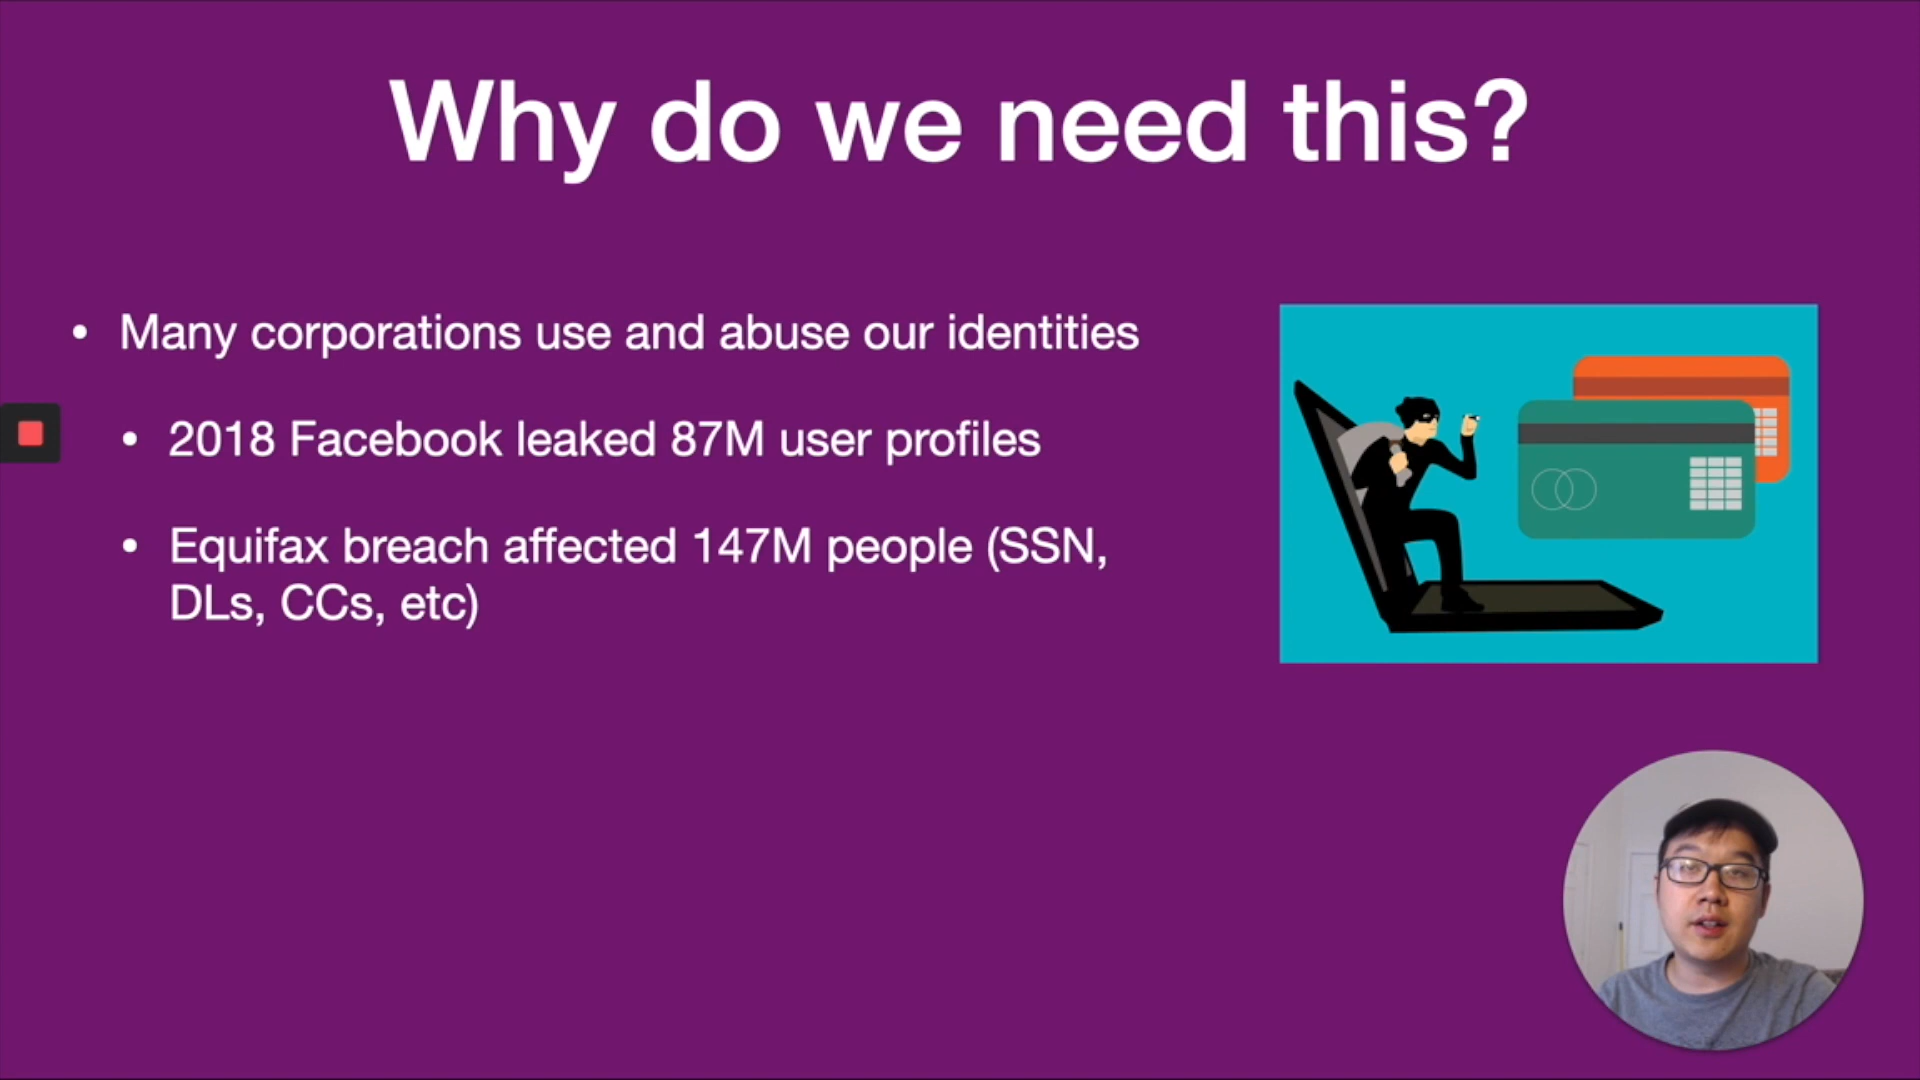 Why do we need this?
• Many corporations use and abuse our identities
• 2018 Facebook leaked 87M user profiles
• Equifax breach affected 147M people (SSN,
DLs, CCs, etc)